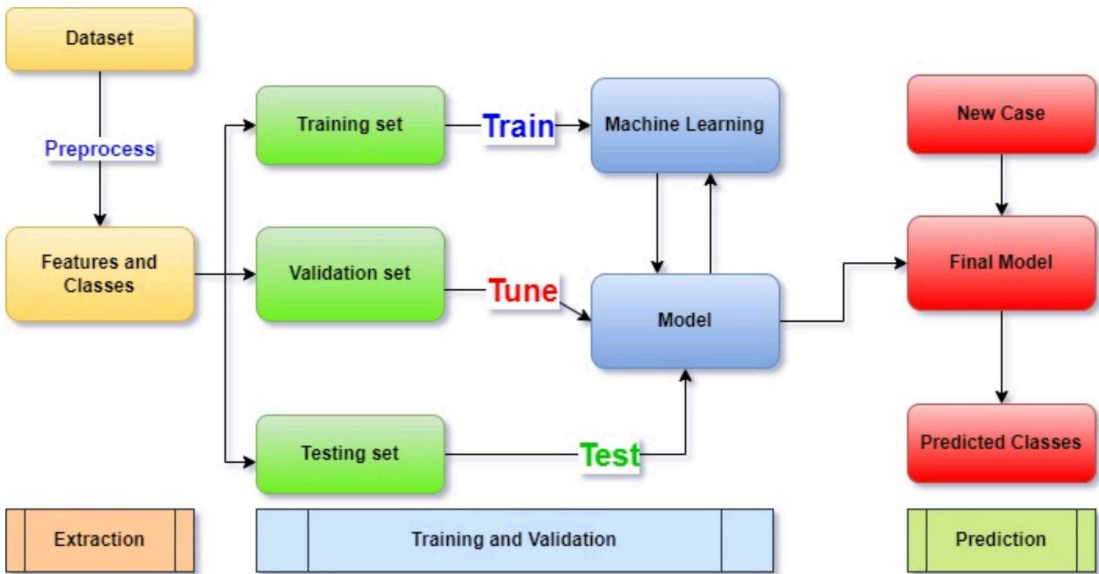 Dataset
Preprocess
Features and
Classes
Training set
Train
Machine Learning
Validation set
Tune
Model
Testing set
Test
New Case
Final Model
Predicted Classes
Extraction
Training and Validation
Prediction